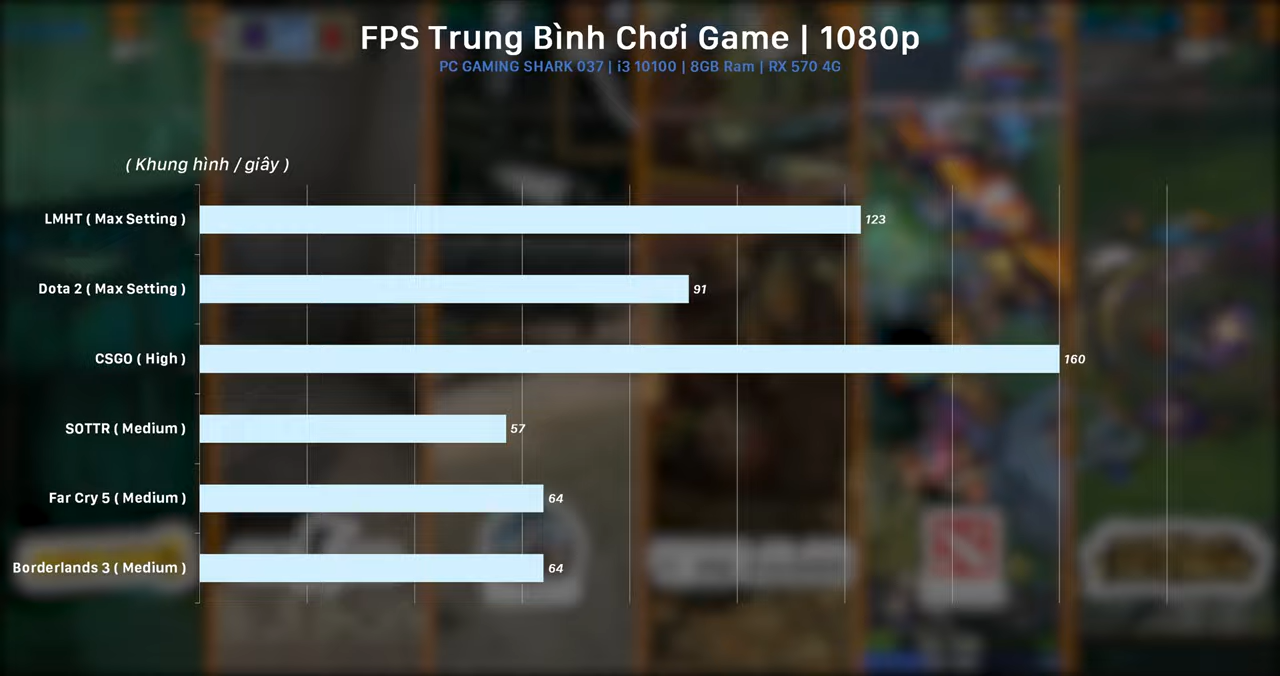 FPS Trung Bình Chơi Game | 1080p
PC GAMING SHARK 037 | i3 10100 | 8GB Ram | RX 570 4G
( Khung hình / giây )
LMHT ( Max Setting ) 123
Dota 2 ( Max Setting ) 91
CSGO ( High ) 160
SOTTR ( Medium ) 57
Far Cry 5 ( Medium ) 64
Borderlands 3 ( Medium ) 64